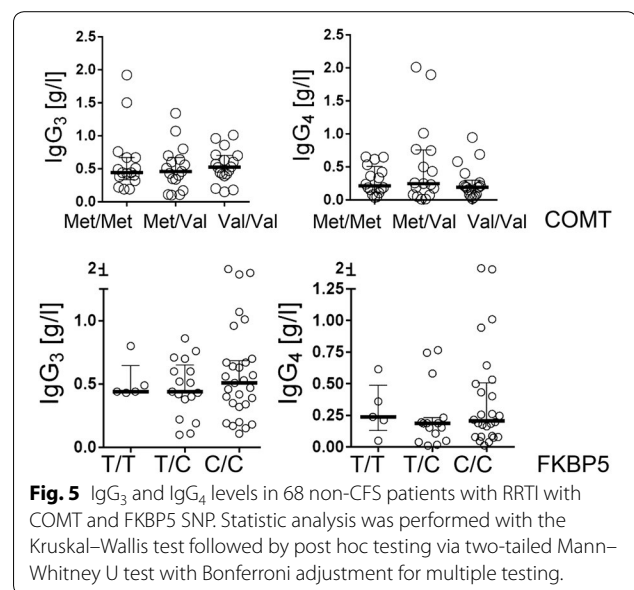 IgG₃ [g/l]
2.5
2.0
1.5
1.0
0.5
0.0
Met/Met Met/Val Val/Val
IgG₄ [g/l]
2.5
2.0
1.5
1.0
0.5
0.0
Met/Met Met/Val Val/Val
COMT
IgG₃ [g/l]
2
1.0
0.5
0.0
T/T T/C C/C
IgG₄ [g/l]
2
1.25
1.00
0.75
0.50
0.25
0.00
T/T T/C C/C
FKBP5
Fig. 5 IgG₃ and IgG₄ levels in 68 non-CFS patients with RRTI with
COMT and FKBP5 SNP. Statistic analysis was performed with the
Kruskal–Wallis test followed by post hoc testing via two-tailed Mann–
Whitney U test with Bonferroni adjustment for multiple testing.